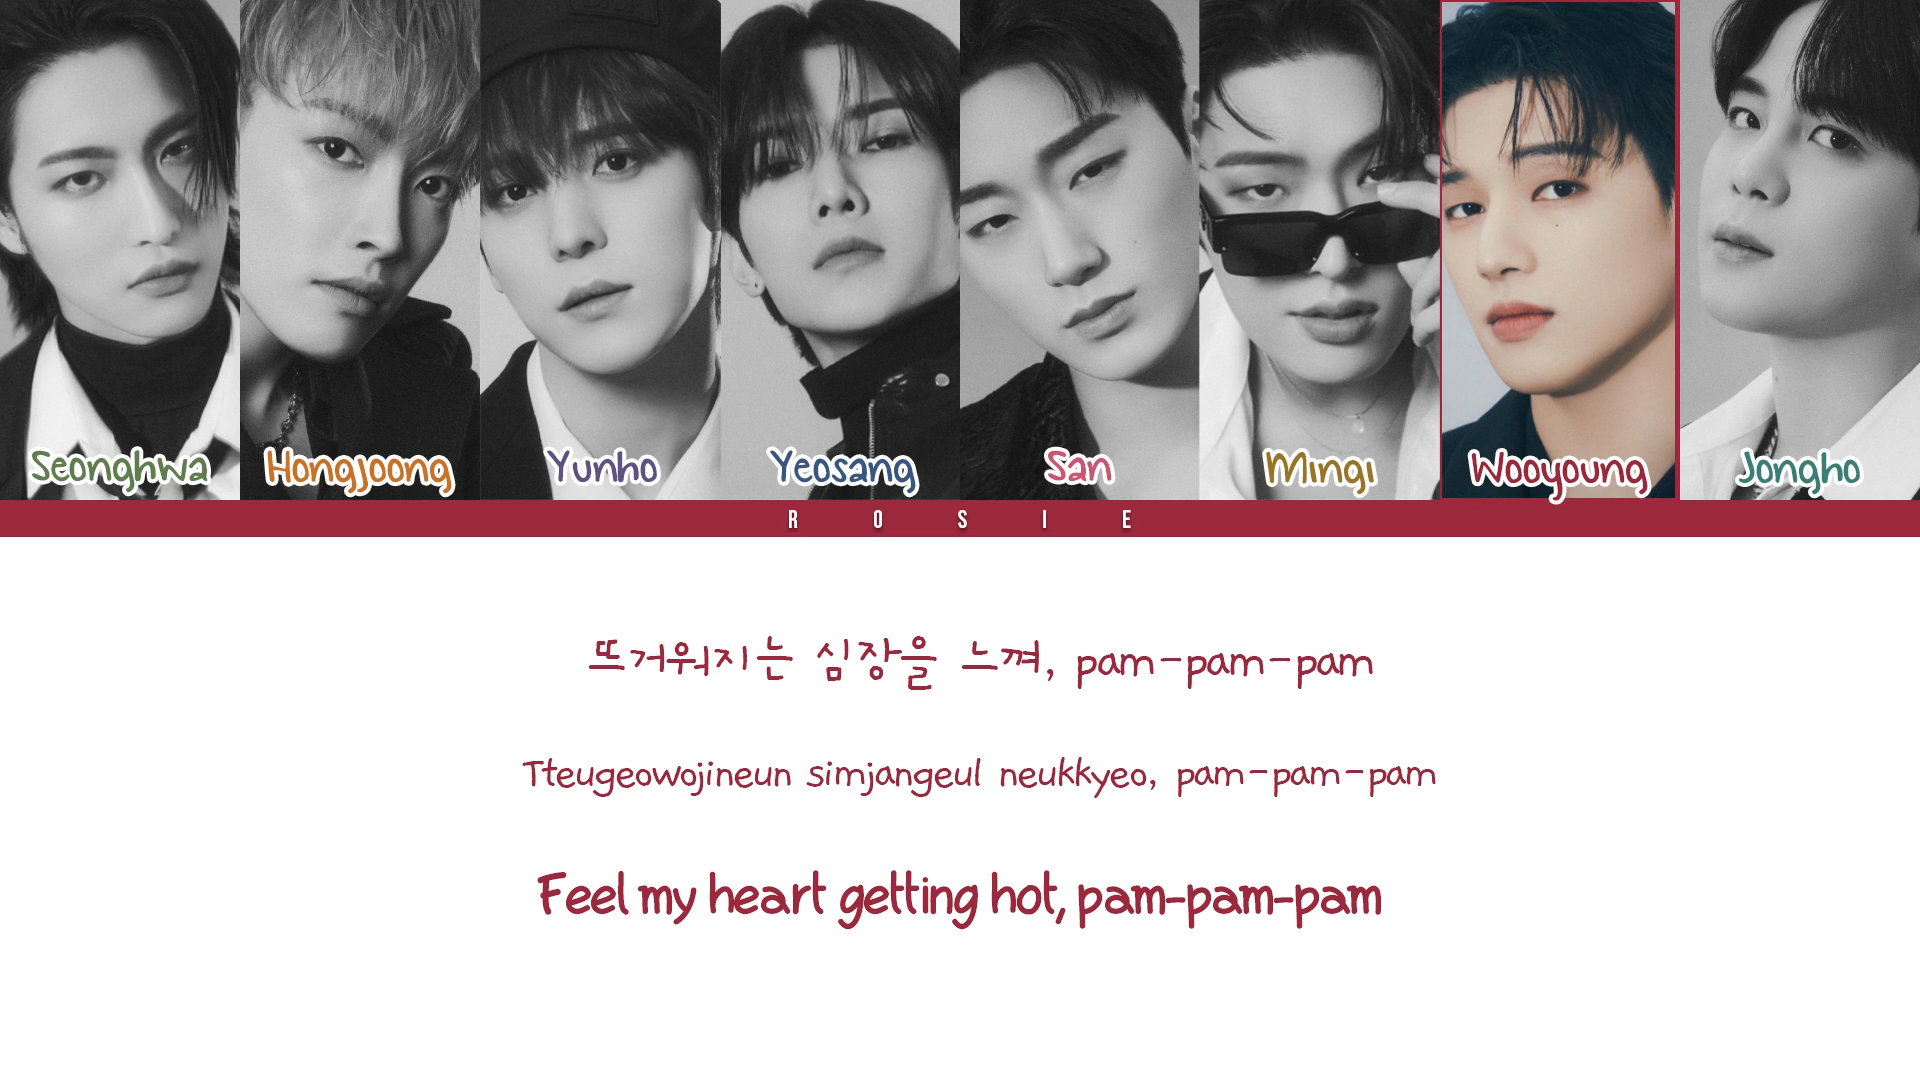 Seonghwa Hongjoong Yunho Yeosang San Mingi Wooyoung Jongho
ROSIE
뜨거워지는 심장을 느껴, pam-pam-pam
Tteugeowojineun simjangeul neukkyeo, pam-pam-pam
Feel my heart getting hot, pam-pam-pam